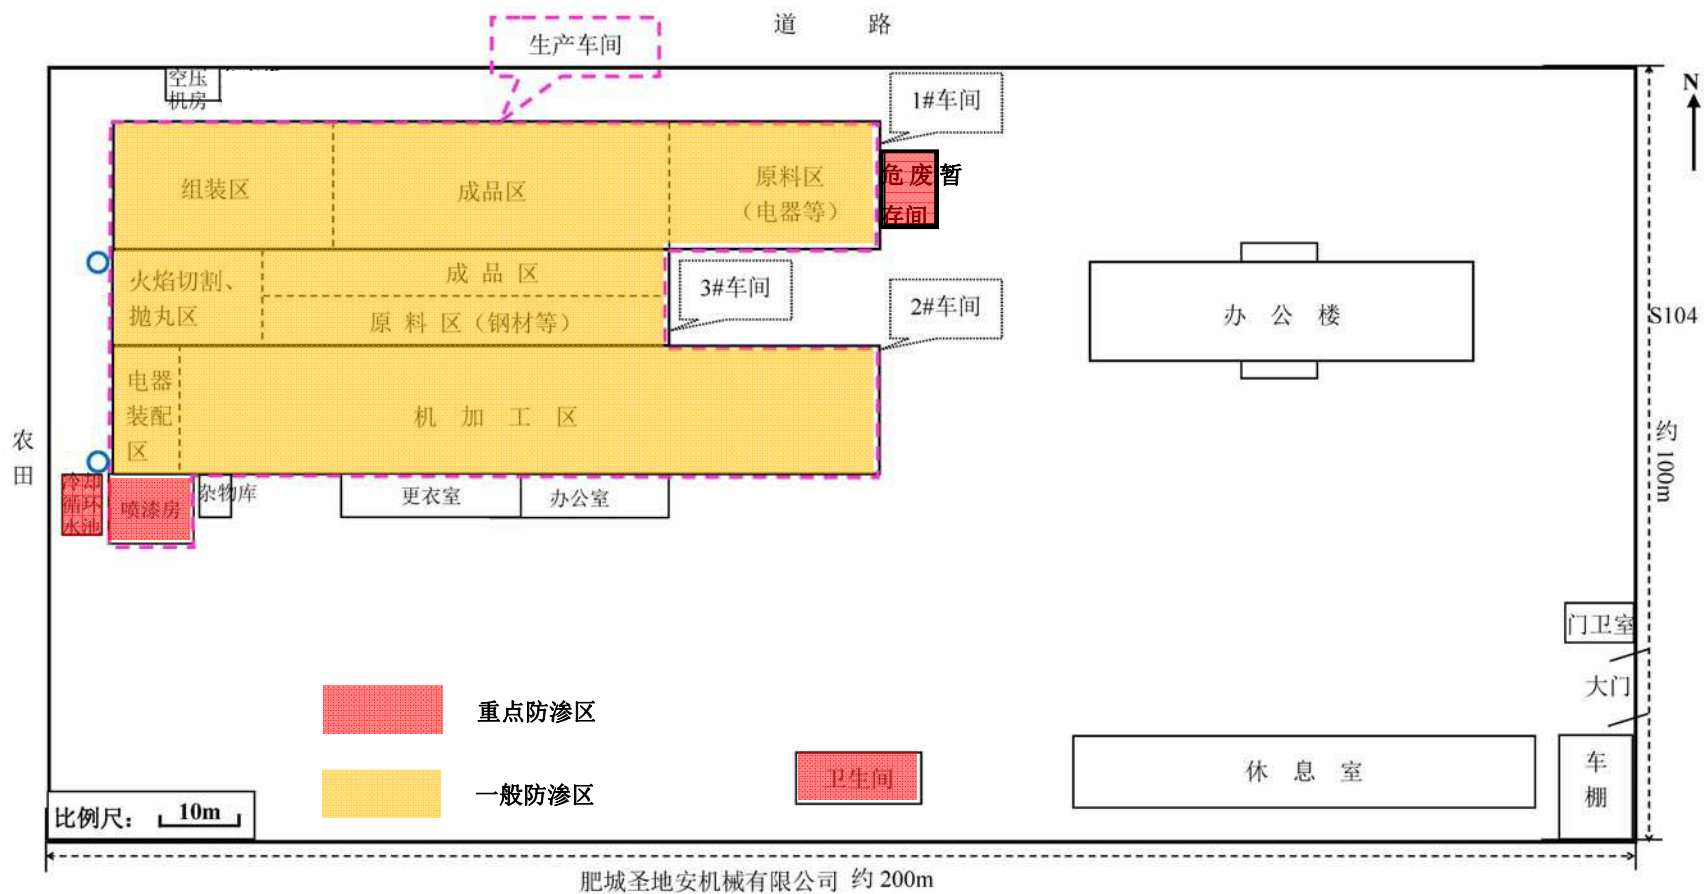 道 路
生产车间
空压
机房
1#车间
N
组装区
成品区
原料区
（电器等）
危废暂
存间
火焰切割、
抛丸区
成 品 区
原 料 区（钢材等）
3#车间
2#车间
办 公 楼
S104
电器
装配
区
机 加 工 区
农
田
约 100m
冷却
循环
水池
喷漆房
杂物库
更衣室
办公室
门卫室
大门
重点防渗区
一般防渗区
卫生间
休 息 室
车
棚
比例尺： 10m
肥城圣地安机械有限公司 约 200m